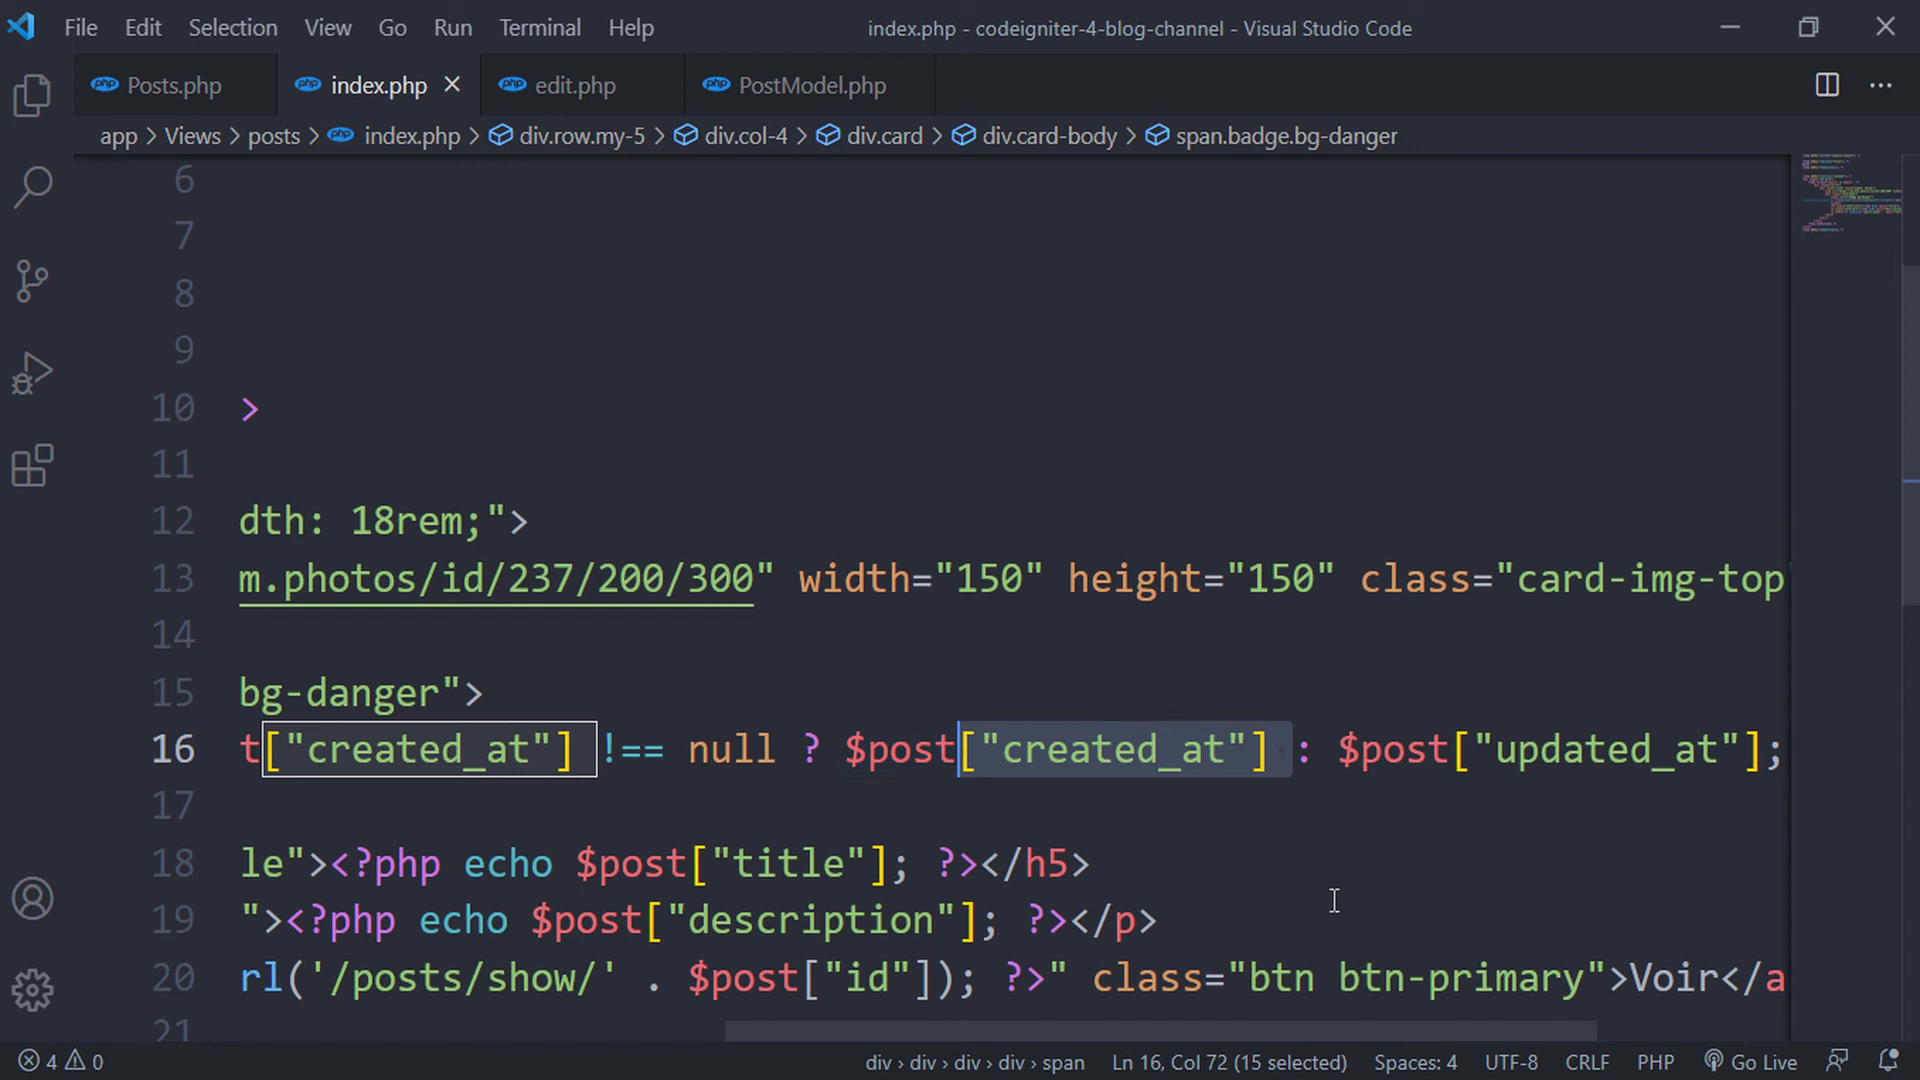 File Edit Selection View Go Run Terminal Help index.php - codeigniter-4-blog-channel - Visual Studio Code
Posts.php index.php edit.php PostModel.php
app > Views > posts > index.php > div.row.my-5 > div.col-4 > div.card > div.card-body > span.badge.bg-danger
6
7
8
9
10 >
11
12 dth: 18rem;">
13 m.photos/id/237/200/300" width="150" height="150" class="card-img-top
14
15 bg-danger">
16 t["created_at"] !== null ? $post["created_at"] : $post["updated_at"];
17
18 le"><?php echo $post["title"]; ?></h5>
19 "><?php echo $post["description"]; ?></p>
20 rl('/posts/show/' . $post["id"]); ?>" class="btn btn-primary">Voir</a
21
4 0 div > div > div > div > span Ln 16, Col 72 (15 selected) Spaces: 4 UTF-8 CRLF PHP Go Live